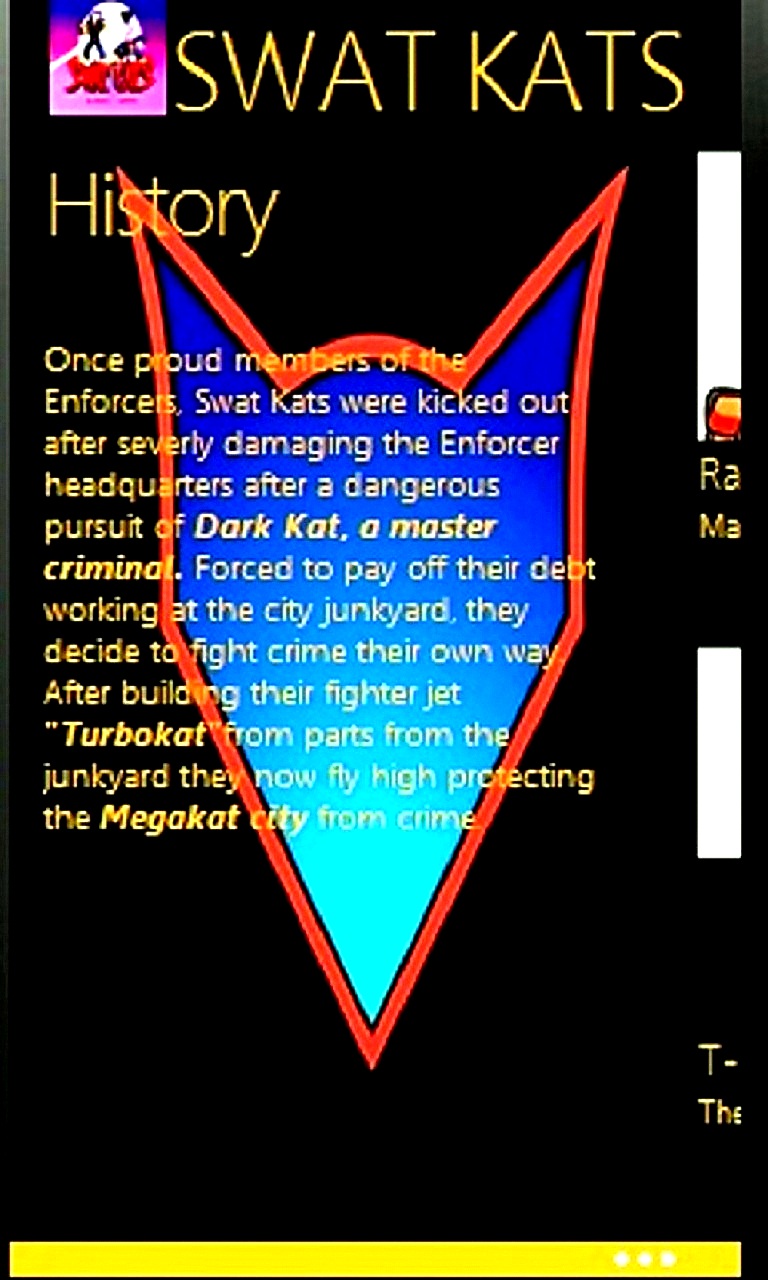 SWAT KATS
History
Once proud members of the
Enforcers, Swat Kats were kicked out
after severly damaging the Enforcer
headquarters after a dangerous
pursuit of Dark Kat, a master
criminal. Forced to pay off their debt
working at the city junkyard, they
decide to fight crime their own way.
After building their fighter jet
"Turbokat"from parts from the
junkyard they now fly high protecting
the Megakat city from crime.
Ra
Ma
T-
The